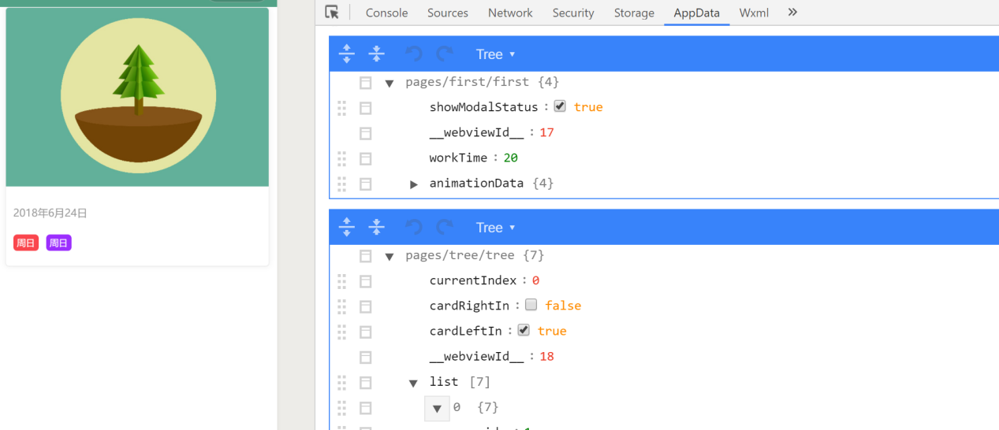 2018年6月24日
周日 周日
Console Sources Network Security Storage AppData Wxml »
Tree ▾
pages/first/first {4}
showModalStatus : true
__webviewId__ : 17
workTime : 20
animationData {4}
Tree ▾
pages/tree/tree {7}
currentIndex : 0
cardRightIn : false
cardLeftIn : true
__webviewId__ : 18
list [7]
0 {7}